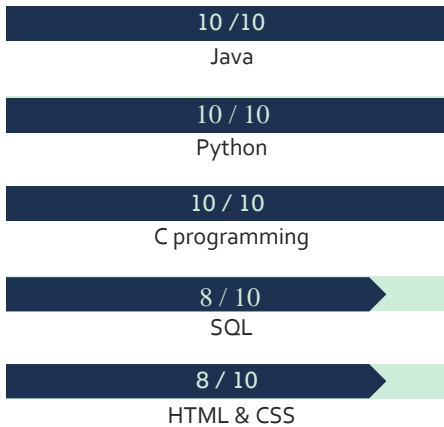 10 /10
Java
10 / 10
Python
10 / 10
C programming
8 / 10
SQL
8 / 10
HTML & CSS